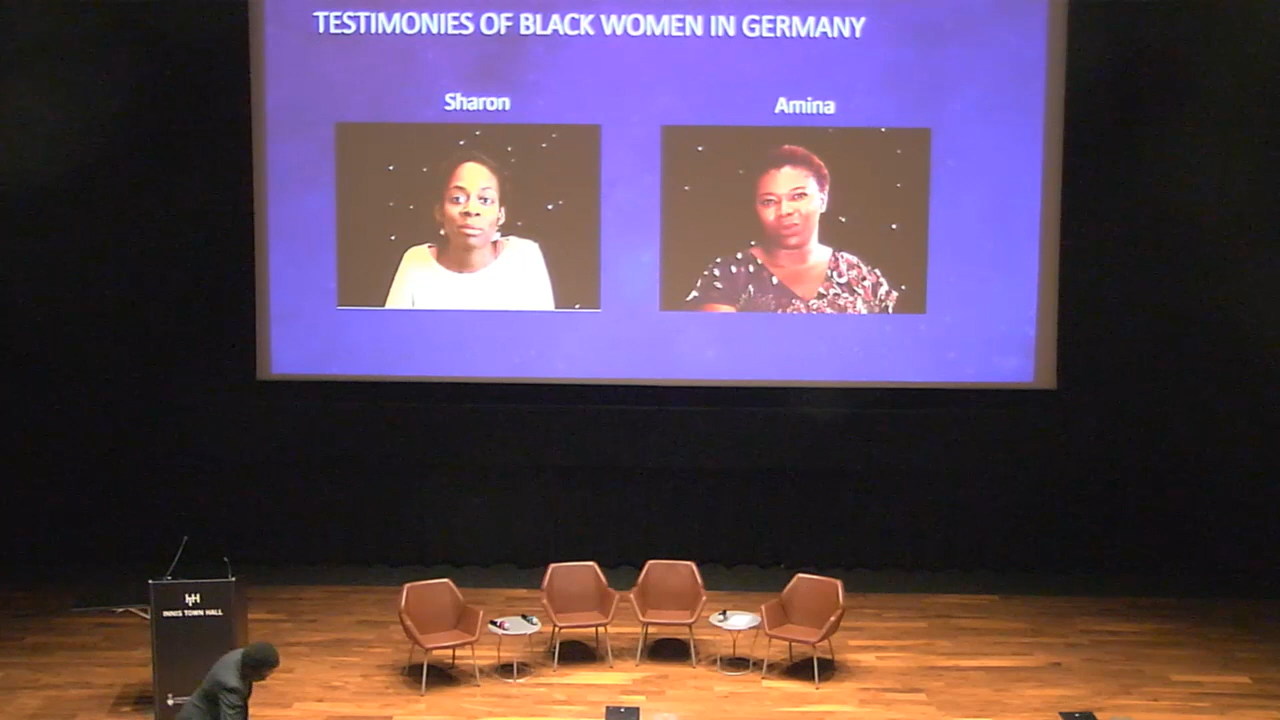 TESTIMONIES OF BLACK WOMEN IN GERMANY
Sharon
Amina
INNIS TOWN HALL